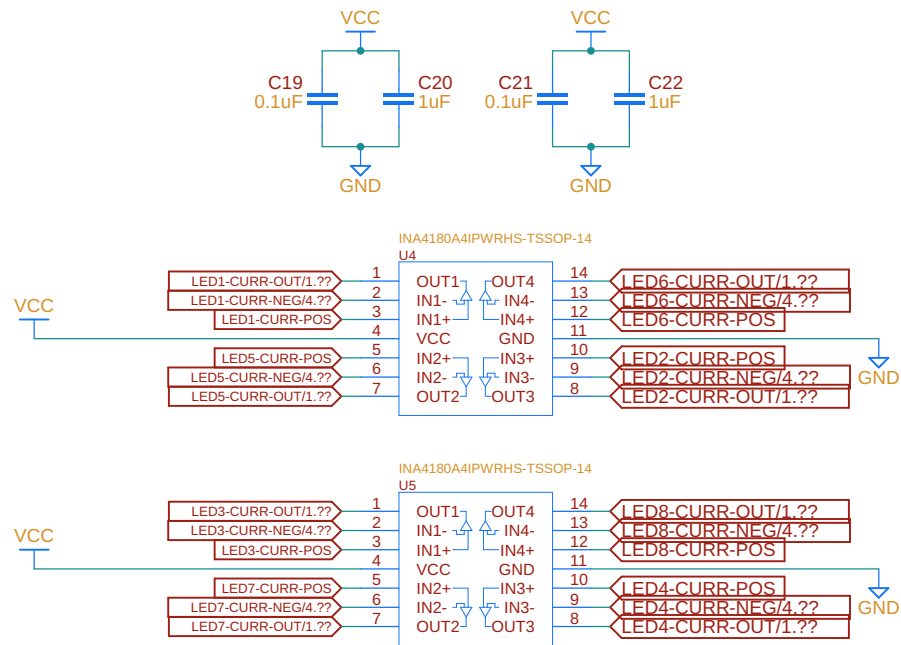 VCC VCC
C19 C20 C21 C22
0.1uF 1uF 0.1uF 1uF
GND GND
INA4180A4IPWRHS-TSSOP-14
U4
LED1-CURR-OUT/1.?? 1 OUT1 OUT4 14 LED6-CURR-OUT/1.??
LED1-CURR-NEG/4.?? 2 IN1- IN4- 13 LED6-CURR-NEG/4.??
VCC LED1-CURR-POS 3 IN1+ IN4+ 12 LED6-CURR-POS
4 VCC GND 11
LED5-CURR-POS 5 IN2+ IN3+ 10 LED2-CURR-POS
LED5-CURR-NEG/4.?? 6 IN2- IN3- 9 LED2-CURR-NEG/4.?? GND
LED5-CURR-OUT/1.?? 7 OUT2 OUT3 8 LED2-CURR-OUT/1.??
INA4180A4IPWRHS-TSSOP-14
U5
LED3-CURR-OUT/1.?? 1 OUT1 OUT4 14 LED8-CURR-OUT/1.??
LED3-CURR-NEG/4.?? 2 IN1- IN4- 13 LED8-CURR-NEG/4.??
VCC LED3-CURR-POS 3 IN1+ IN4+ 12 LED8-CURR-POS
4 VCC GND 11
LED7-CURR-POS 5 IN2+ IN3+ 10 LED4-CURR-POS
LED7-CURR-NEG/4.?? 6 IN2- IN3- 9 LED4-CURR-NEG/4.?? GND
LED7-CURR-OUT/1.?? 7 OUT2 OUT3 8 LED4-CURR-OUT/1.??